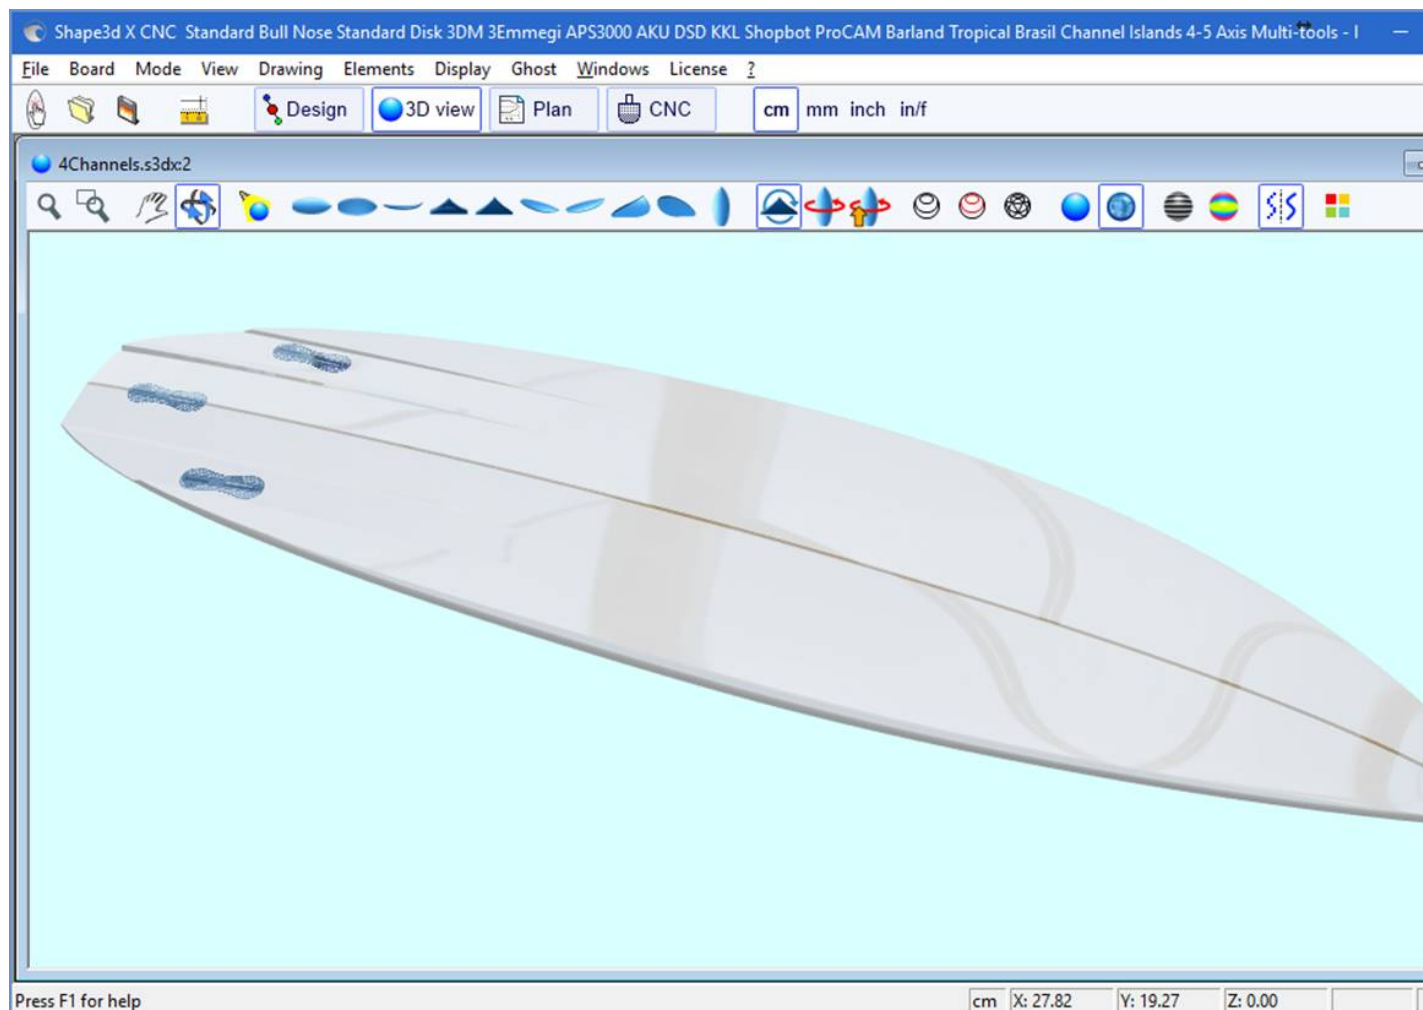 Shape3d X CNC  Standard Bull Nose Standard Disk 3DM 3Emmegi APS3000 AKU DSD KKL Shopbot ProCAM Barland Tropical Brasil Channel Islands 4-5 Axis Multi-tools - I
File Board Mode View Drawing Elements Display Ghost Windows License ?
Design 3D view Plan CNC cm mm inch in/f
4Channels.s3dx:2
Press F1 for help cm X: 27.82 Y: 19.27 Z: 0.00